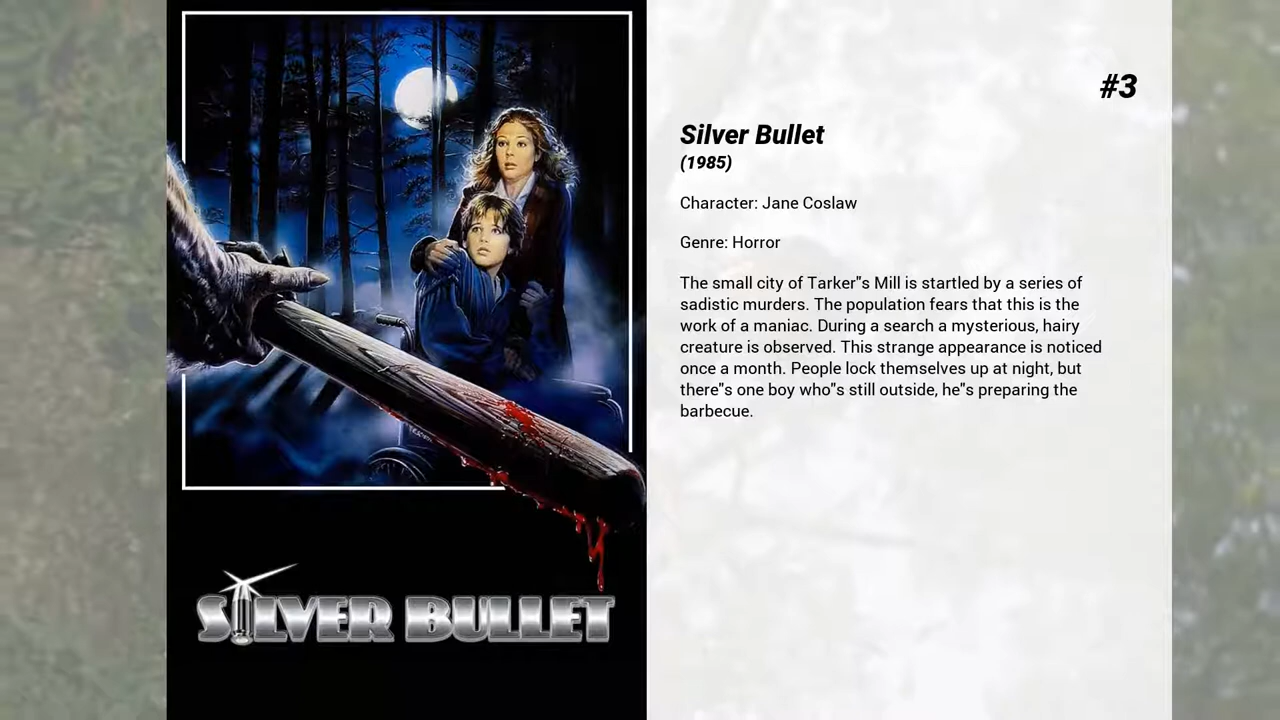 #3
Silver Bullet
(1985)
Character: Jane Coslaw
Genre: Horror
The small city of Tarker"s Mill is startled by a series of
sadistic murders. The population fears that this is the
work of a maniac. During a search a mysterious, hairy
creature is observed. This strange appearance is noticed
once a month. People lock themselves up at night, but
there"s one boy who"s still outside, he"s preparing the
barbecue.
SILVER BULLET